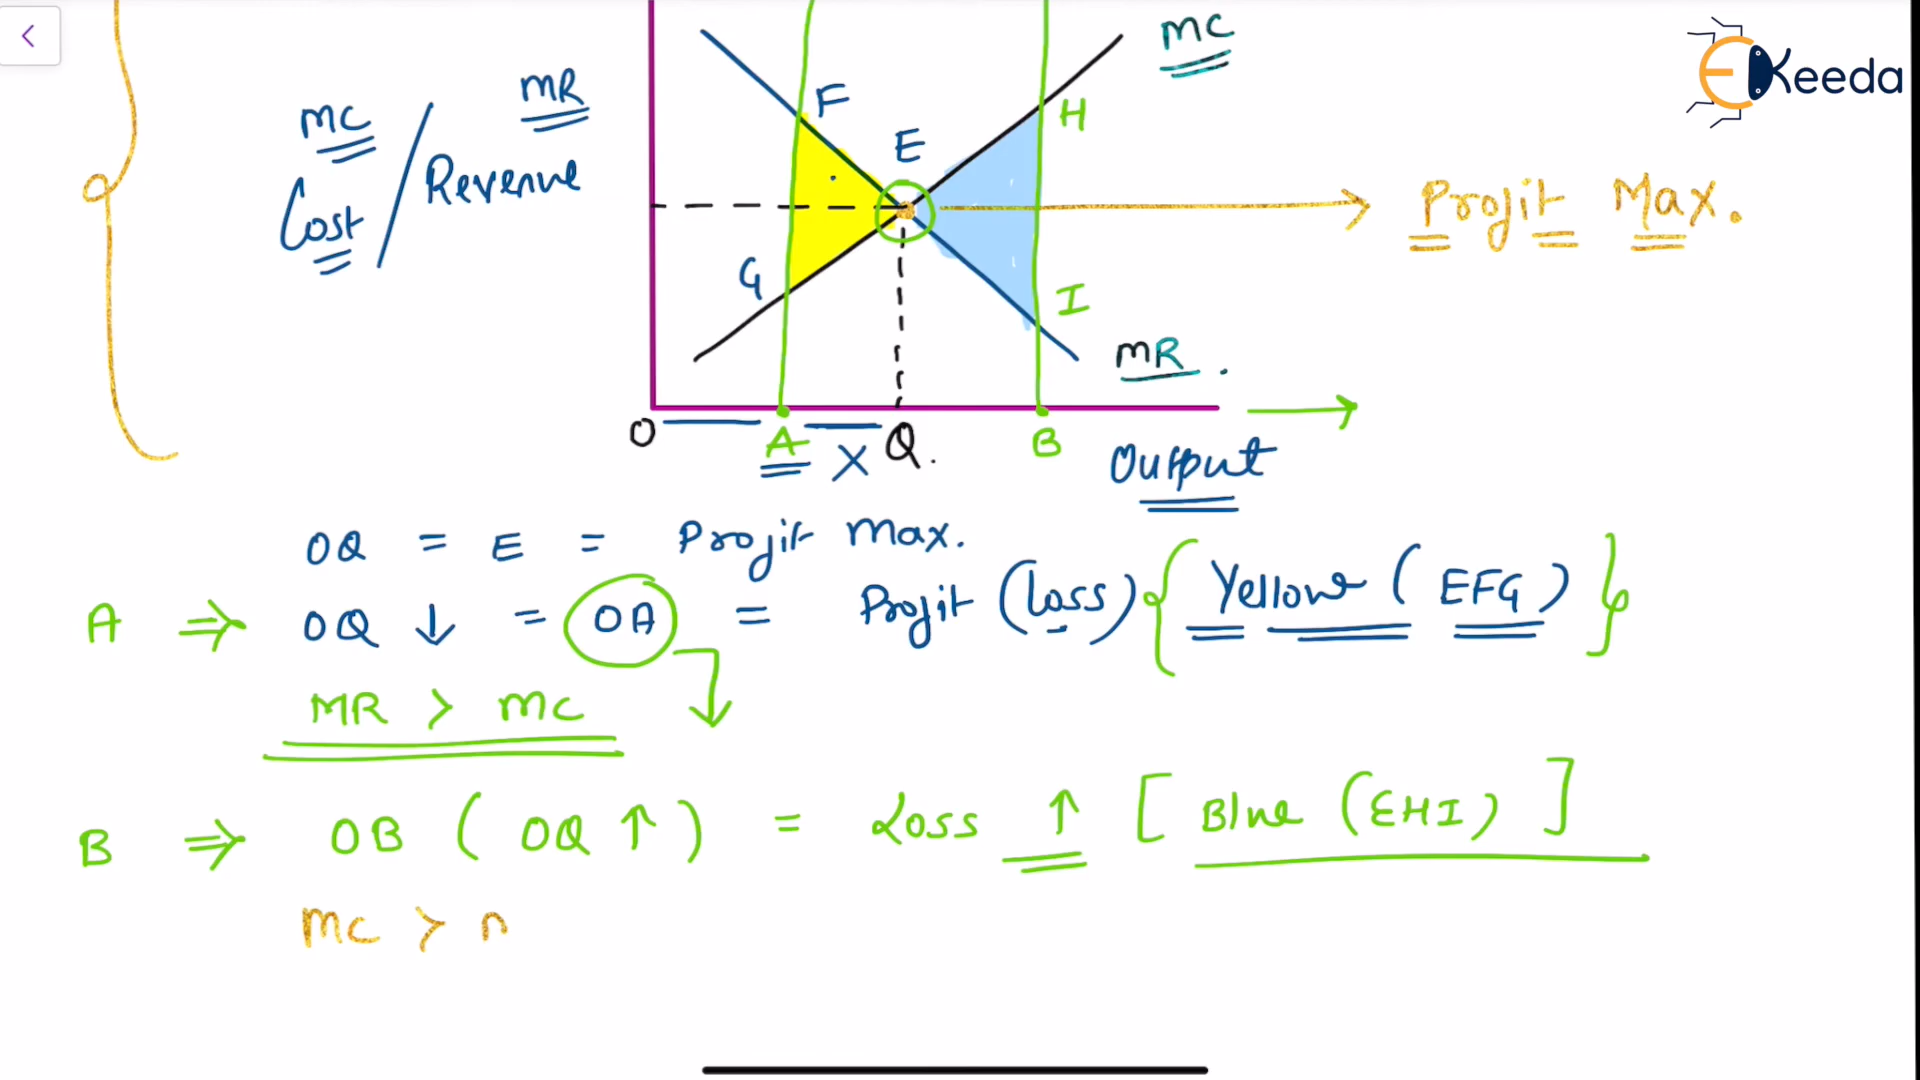 MC
EKeeda
MR
F
MC
H
E
Revenue
Profit Max.
Cost
G
I
MR .
O
A
X
Q.
B
Output
OQ = E = Profit Max.
A ⇒ OQ ↓ = OA = Profit (Loss) { Yellow (EFG) }
MR > MC
B ⇒ OB ( OQ ↑ ) = Loss ↑ [ Blue (EHI) ]
MC >